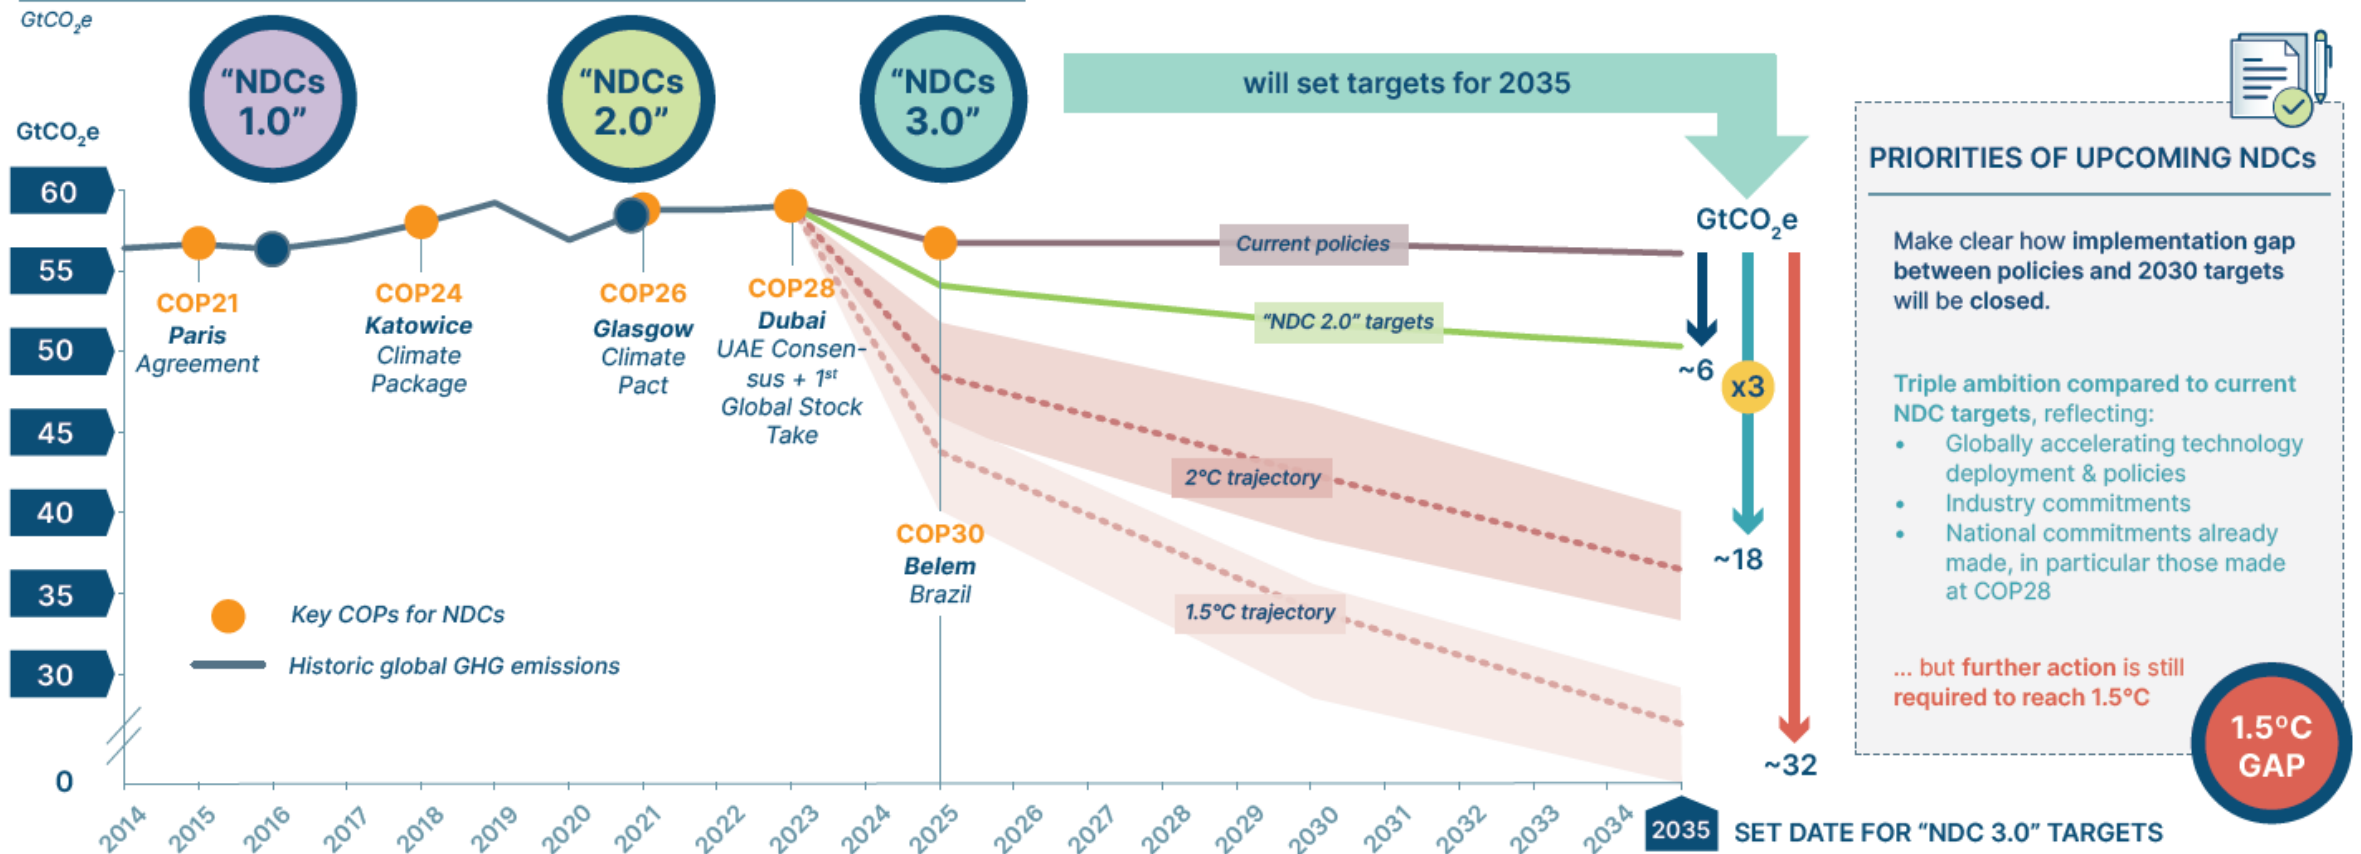 GtCO₂e
“NDCs
1.0”
“NDCs
2.0”
“NDCs
3.0”
will set targets for 2035
GtCO₂e
60
55
50
45
40
35
30
0
COP21
Paris
Agreement
COP24
Katowice
Climate
Package
COP26
Glasgow
Climate
Pact
COP28
Dubai
UAE Consen-
sus + 1st
Global Stock
Take
COP30
Belem
Brazil
Current policies
“NDC 2.0” targets
2°C trajectory
1.5°C trajectory
Key COPs for NDCs
Historic global GHG emissions
GtCO₂e
~6
x3
~18
~32
2014
2015
2016
2017
2018
2019
2020
2021
2022
2023
2024
2025
2026
2027
2028
2029
2030
2031
2032
2033
2034
2035
SET DATE FOR “NDC 3.0” TARGETS
PRIORITIES OF UPCOMING NDCs
Make clear how implementation gap
between policies and 2030 targets
will be closed.
Triple ambition compared to current
NDC targets, reflecting:
• Globally accelerating technology
deployment & policies
• Industry commitments
• National commitments already
made, in particular those made
at COP28
... but further action is still
required to reach 1.5°C
1.5°C
GAP